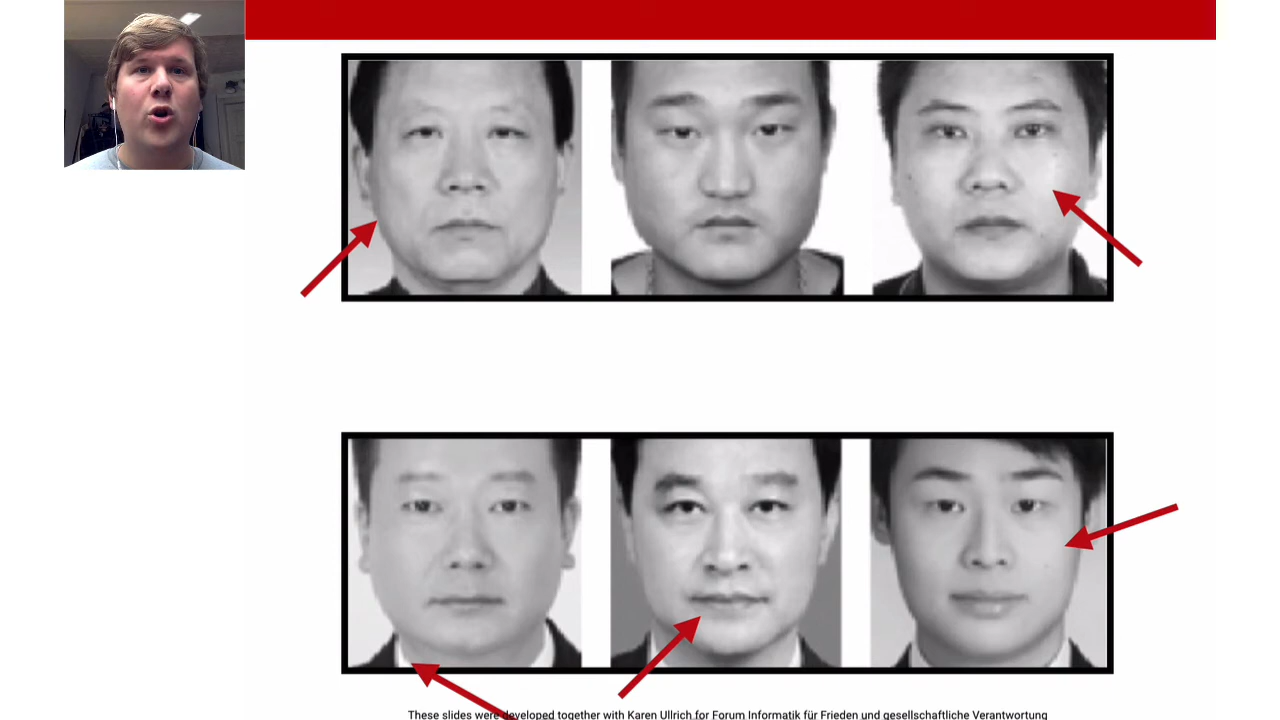 These slides were developed together with Karen Ullrich for Forum Informatik für Frieden und gesellschaftliche Verantwortung